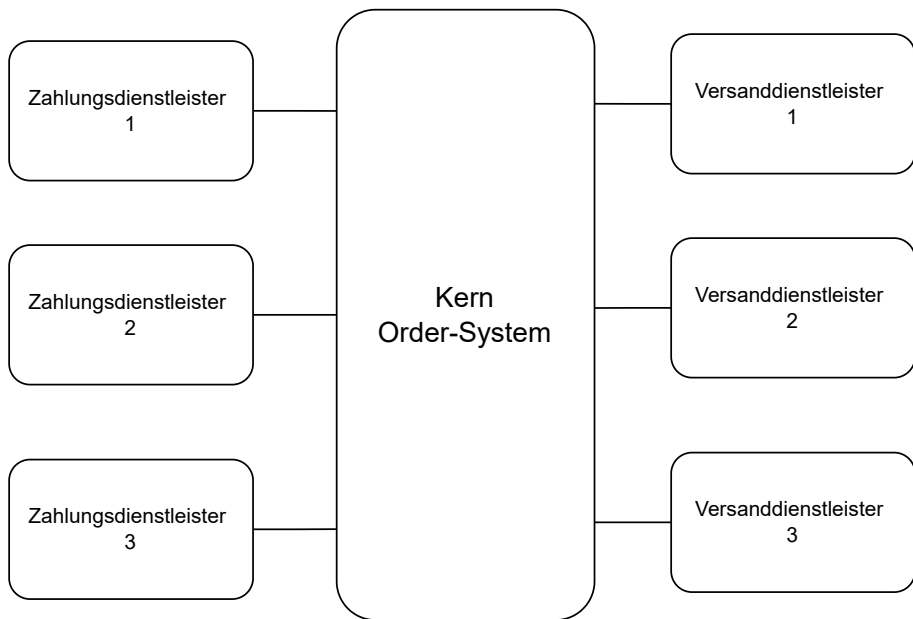 Zahlungsdienstleister
1
Zahlungsdienstleister
2
Zahlungsdienstleister
3
Kern
Order-System
Versanddienstleister
1
Versanddienstleister
2
Versanddienstleister
3